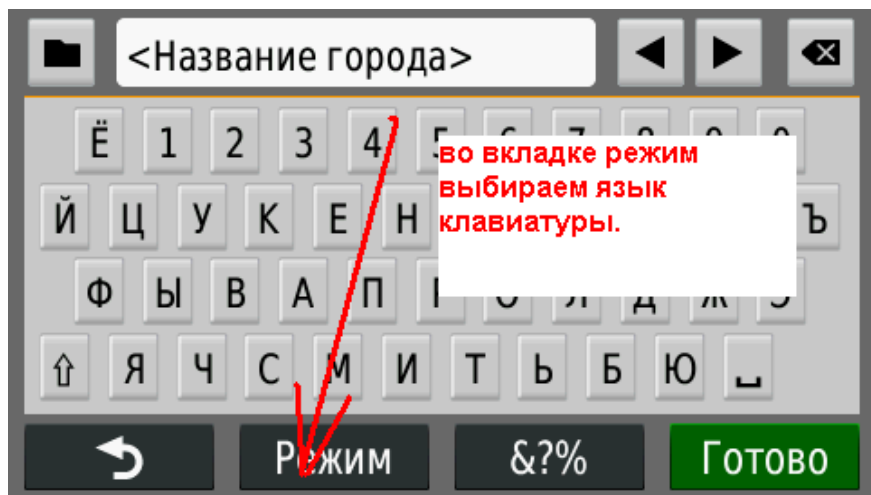 <Название города>
Ё 1 2 3 4
во вкладке режим
выбираем язык
клавиатуры.
Й Ц У К Е Н Ъ
Ф Ы В А П
Я Ч С М И Т Ь Б Ю
Режим &?% Готово